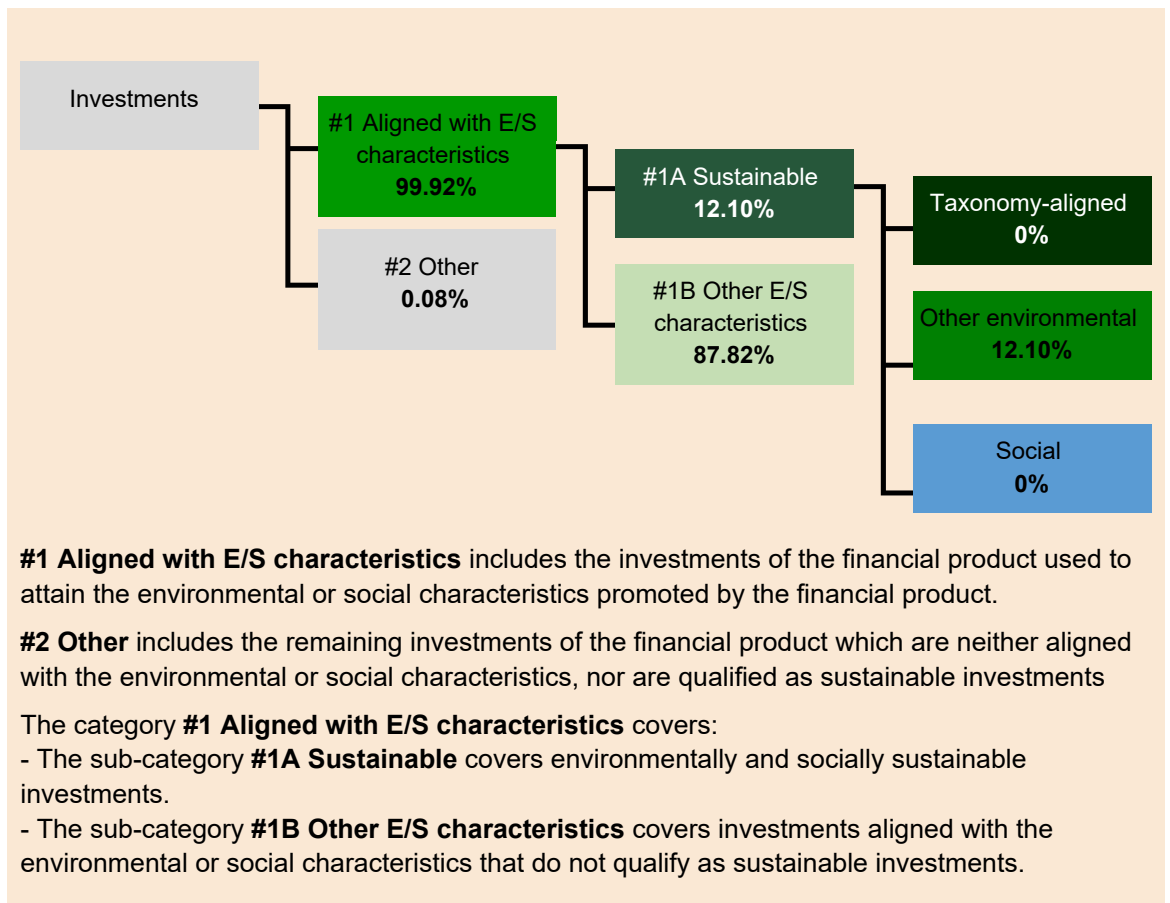 Investments
#1 Aligned with E/S
characteristics
99.92%
#2 Other
0.08%
#1A Sustainable
12.10%
#1B Other E/S
characteristics
87.82%
Taxonomy-aligned
0%
Other environmental
12.10%
Social
0%
#1 Aligned with E/S characteristics includes the investments of the financial product used to
attain the environmental or social characteristics promoted by the financial product.
#2 Other includes the remaining investments of the financial product which are neither aligned
with the environmental or social characteristics, nor are qualified as sustainable investments
The category #1 Aligned with E/S characteristics covers:
- The sub-category #1A Sustainable covers environmentally and socially sustainable
investments.
- The sub-category #1B Other E/S characteristics covers investments aligned with the
environmental or social characteristics that do not qualify as sustainable investments.